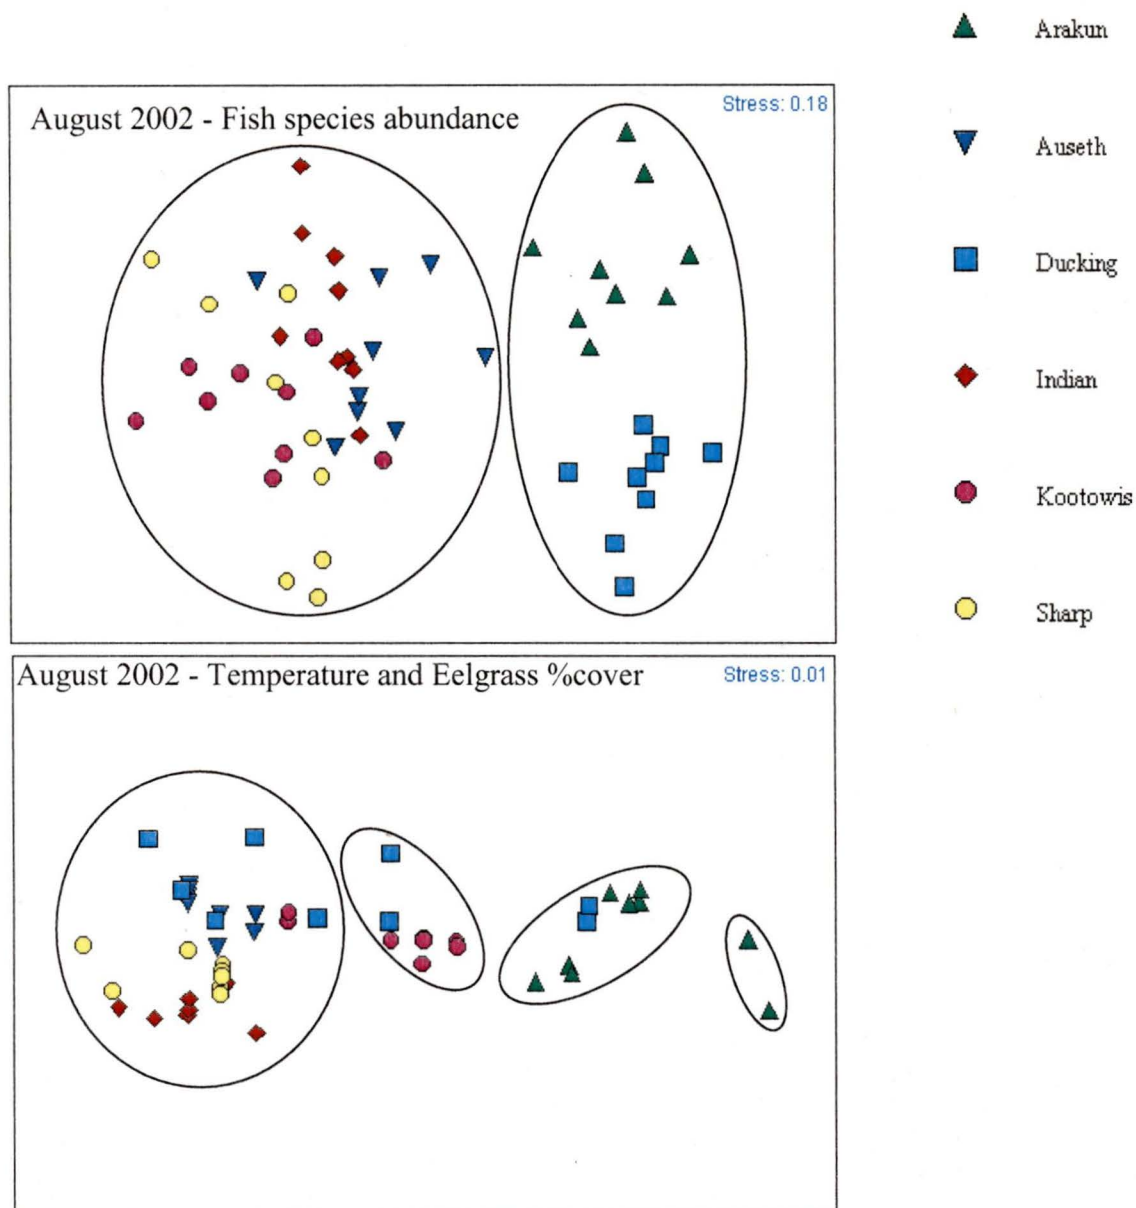 August 2002 - Fish species abundance
Stress: 0.18
August 2002 - Temperature and Eelgrass %cover
Stress: 0.01
Arakun
Auseth
Ducking
Indian
Kootowis
Sharp